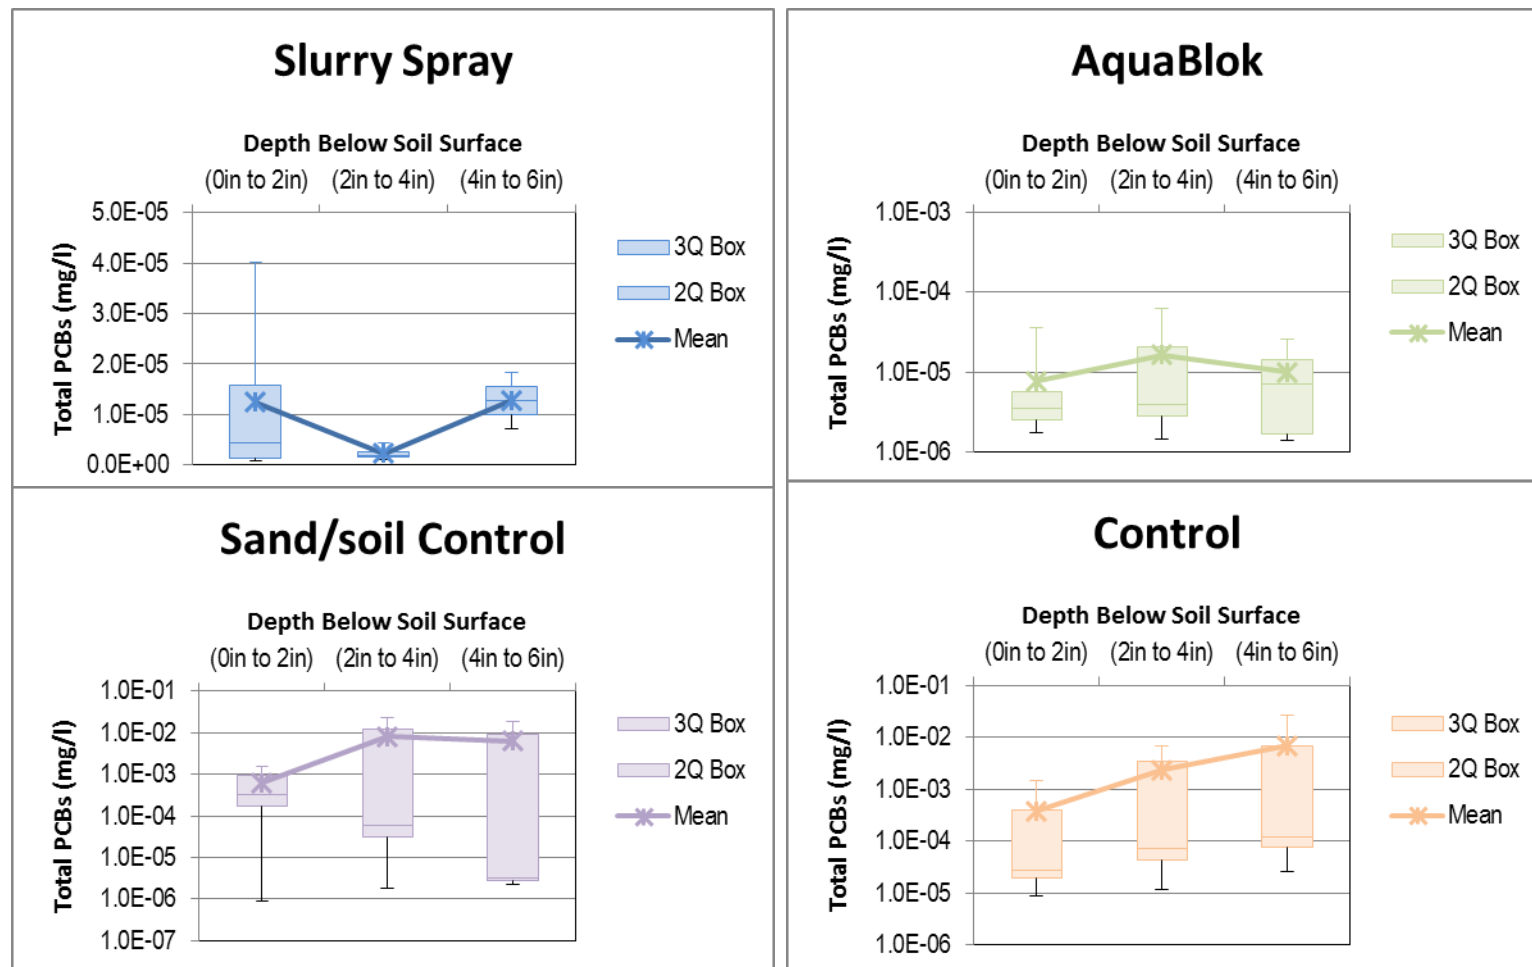 Slurry Spray
Depth Below Soil Surface
(0in to 2in) (2in to 4in) (4in to 6in)
Total PCBs (mg/l)
5.0E-05
4.0E-05
3.0E-05
2.0E-05
1.0E-05
0.0E+00
3Q Box
2Q Box
Mean
AquaBlok
Depth Below Soil Surface
(0in to 2in) (2in to 4in) (4in to 6in)
Total PCBs (mg/l)
1.0E-03
1.0E-04
1.0E-05
1.0E-06
3Q Box
2Q Box
Mean
Sand/soil Control
Depth Below Soil Surface
(0in to 2in) (2in to 4in) (4in to 6in)
Total PCBs (mg/l)
1.0E-01
1.0E-02
1.0E-03
1.0E-04
1.0E-05
1.0E-06
1.0E-07
3Q Box
2Q Box
Mean
Control
Depth Below Soil Surface
(0in to 2in) (2in to 4in) (4in to 6in)
Total PCBs (mg/l)
1.0E-01
1.0E-02
1.0E-03
1.0E-04
1.0E-05
1.0E-06
3Q Box
2Q Box
Mean